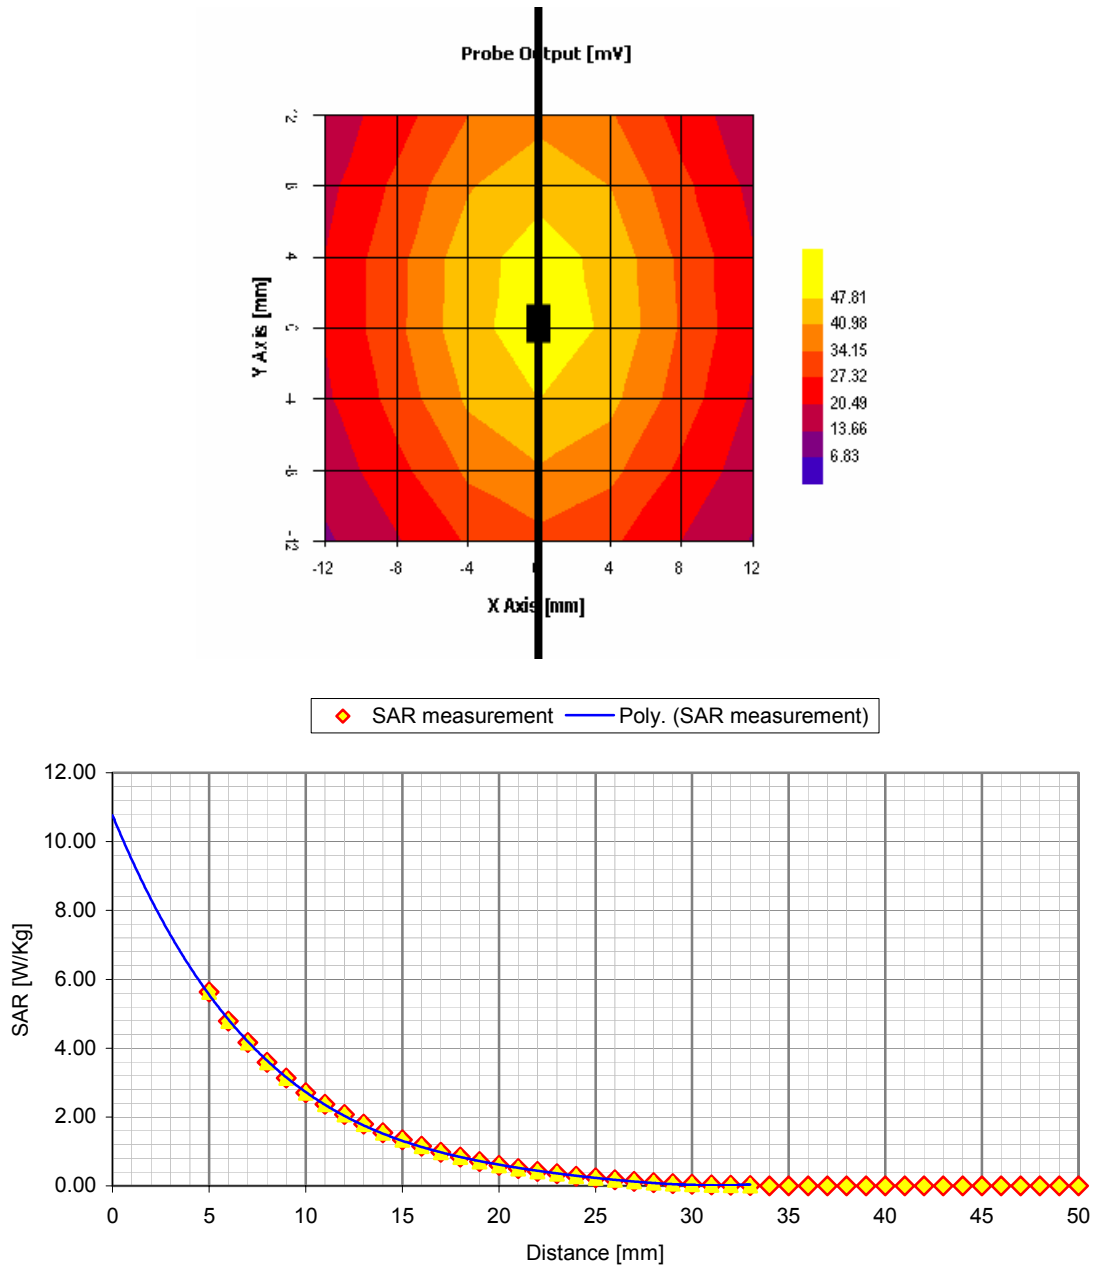 Probe Output [mV]
Y Axis [mm]
4
47.81
40.98
34.15
27.32
20.49
13.66
6.83
-12 -8 -4 4 8 12
X Axis [mm]
SAR measurement Poly. (SAR measurement)
12.00
10.00
8.00
6.00
4.00
2.00
0.00
SAR [W/Kg]
0 5 10 15 20 25 30 35 40 45 50
Distance [mm]